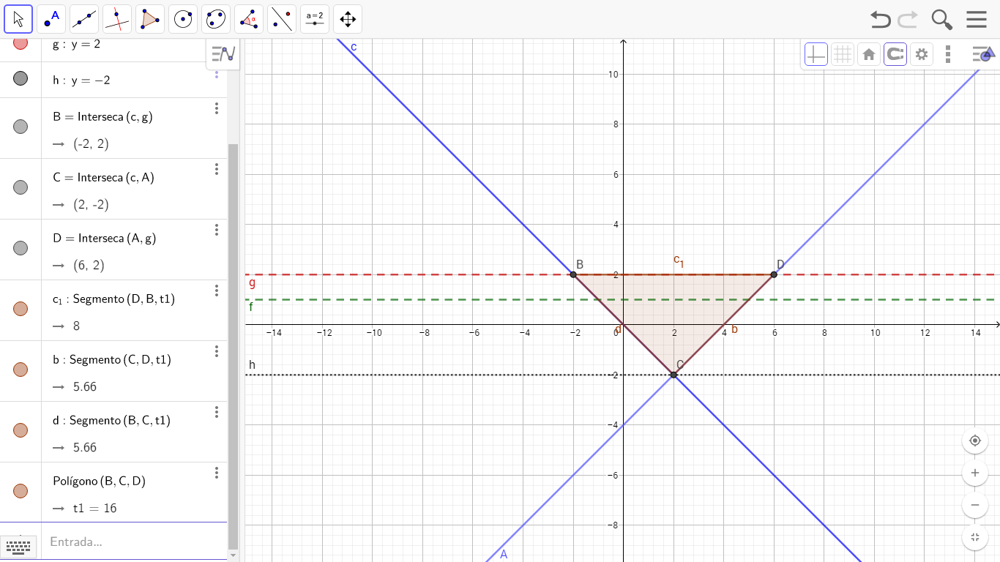 A
α
a=2
g : y = 2
h : y = −2
B = Interseca (c, g)
→ (-2, 2)
C = Interseca (c, A)
→ (2, -2)
D = Interseca (A, g)
→ (6, 2)
c₁ : Segmento (D, B, t1)
→ 8
b : Segmento (C, D, t1)
→ 5.66
d : Segmento (B, C, t1)
→ 5.66
Polígono (B, C, D)
→ t1 = 16
Entrada...
c
10
8
6
4
B
c₁
D
2
g
f
−14 −12 −10 −8 −6 −4 −2 0 2 4 6 8 10 12 14
d
b
h
C
−2
−4
−6
−8
A